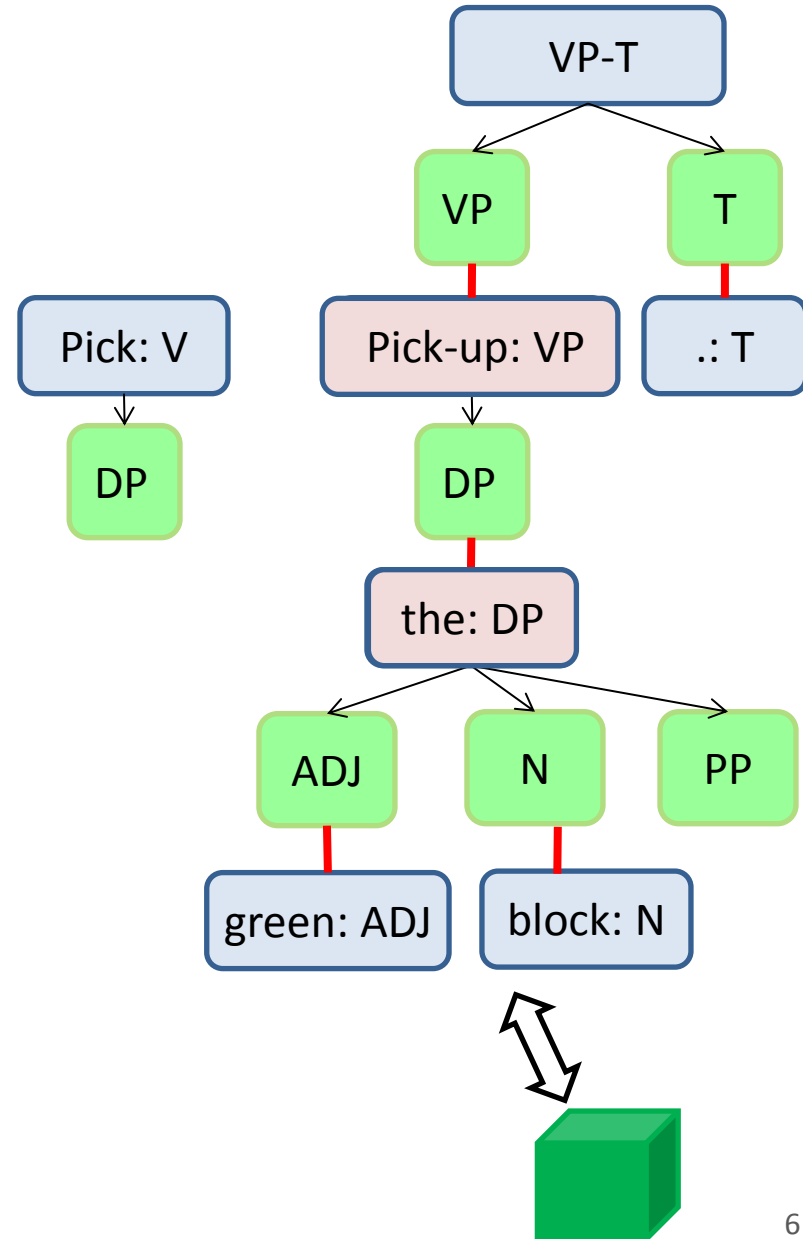 VP-T
VP
T
Pick: V
Pick-up: VP
.: T
DP
DP
the: DP
ADJ
N
PP
green: ADJ
block: N
6